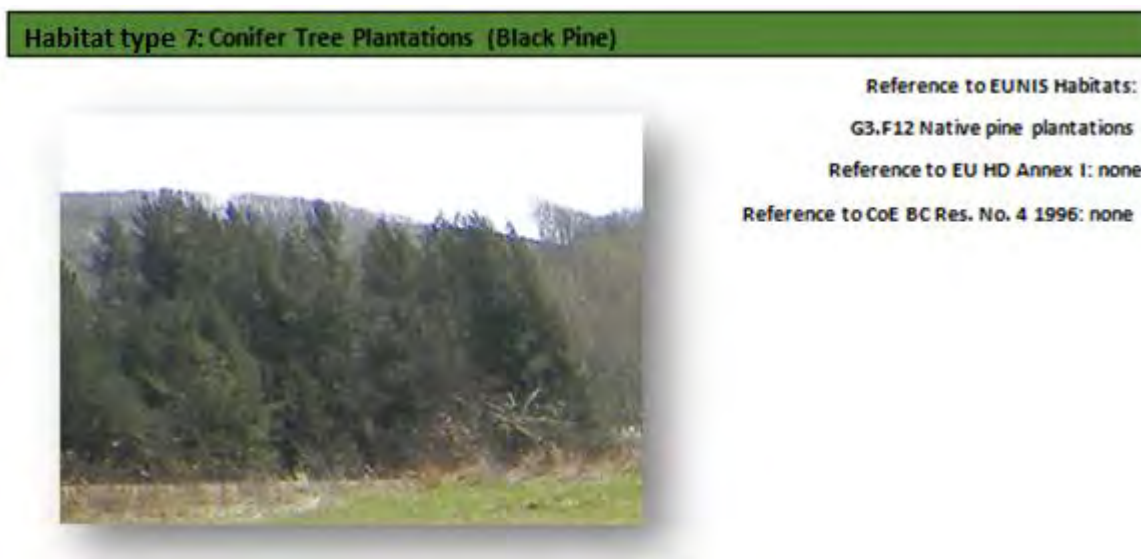 Habitat type 7: Conifer Tree Plantations (Black Pine)
Reference to EUNIS Habitats:
G3.F12 Native pine plantations
Reference to EU HD Annex I: none
Reference to CoE BC Res. No. 4 1996: none